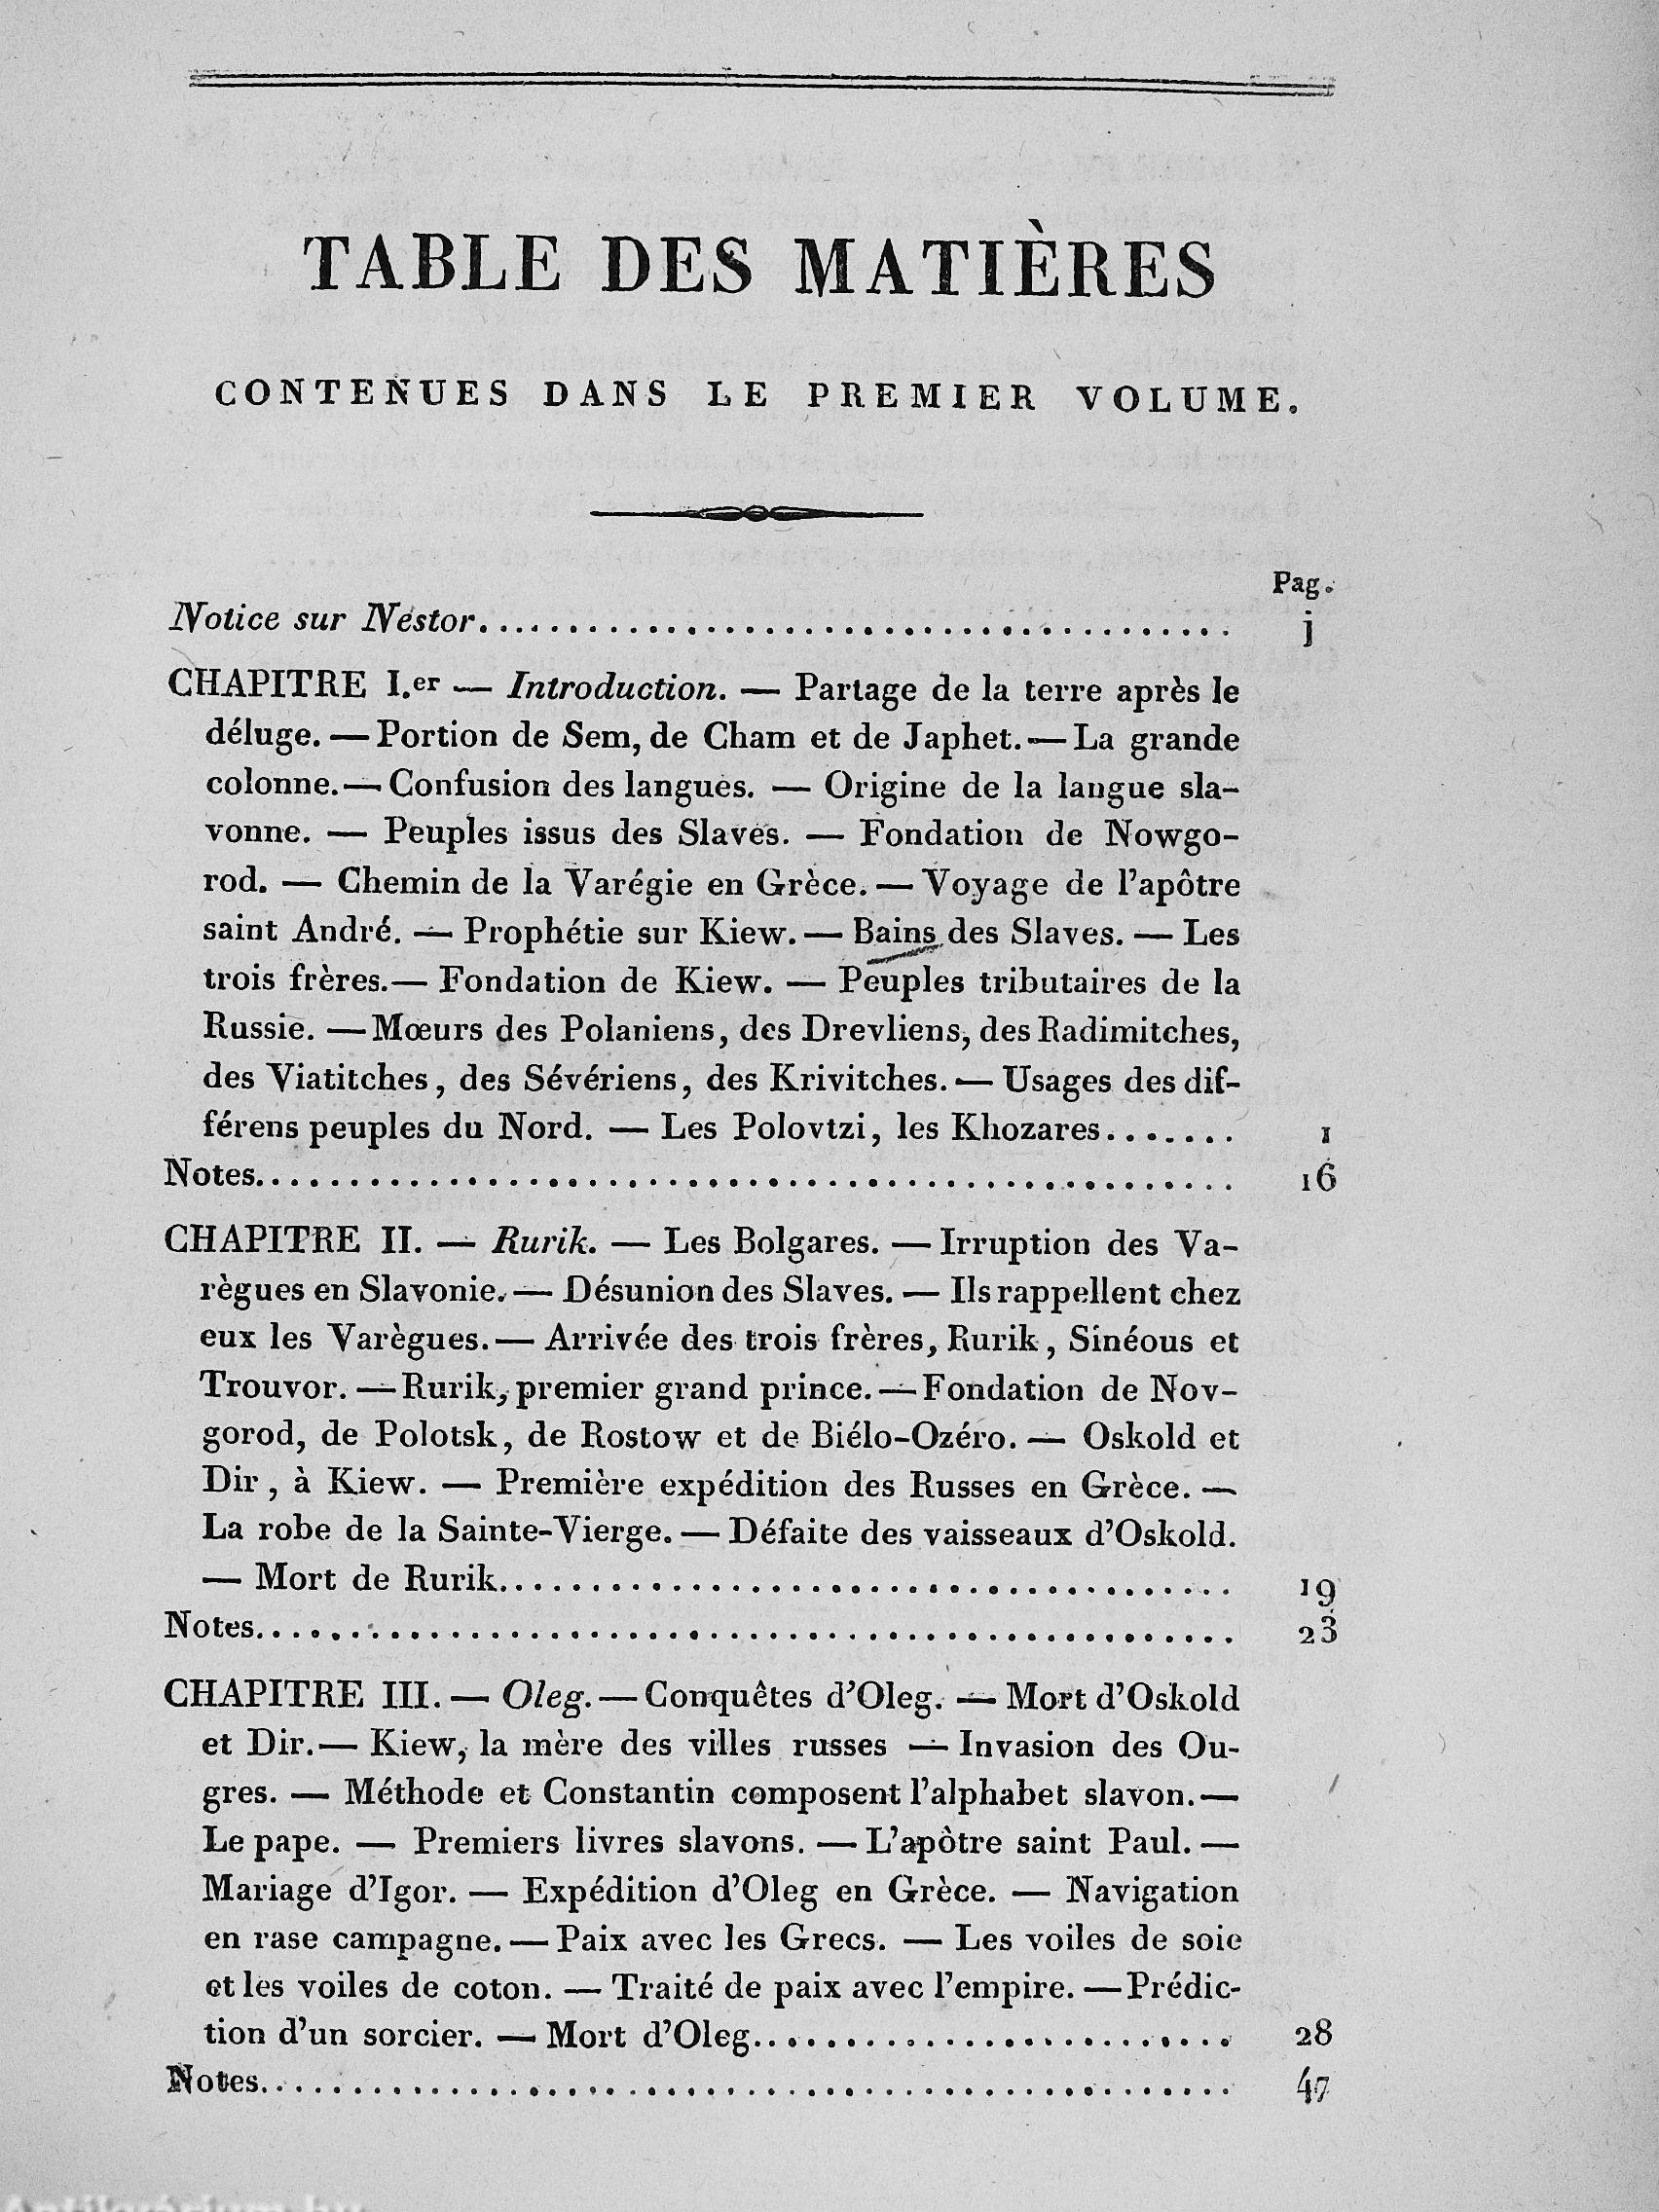 TABLE DES MATIÈRES
CONTENUES DANS LE PREMIER VOLUME.
Pag.
Notice sur Nestor........................................ j
CHAPITRE I.er — Introduction. — Partage de la terre après le
déluge. — Portion de Sem, de Cham et de Japhet. — La grande
colonne. — Confusion des langues. — Origine de la langue sla-
vonne. — Peuples issus des Slaves. — Fondation de Nowgo-
rod. — Chemin de la Varégie en Grèce. — Voyage de l'apôtre
saint André. — Prophétie sur Kiew. — Bains des Slaves. — Les
trois frères. — Fondation de Kiew. — Peuples tributaires de la
Russie. — Mœurs des Polaniens, des Drevliens, des Radimitches,
des Viatitches, des Sévériens, des Krivitches. — Usages des dif-
férens peuples du Nord. — Les Polovtzi, les Khozares....... 1
Notes.................................................. 16
CHAPITRE II. — Rurik. — Les Bolgares. — Irruption des Va-
règues en Slavonie. — Désunion des Slaves. — Ils rappellent chez
eux les Varègues. — Arrivée des trois frères, Rurik, Sinéous et
Trouvor. — Rurik, premier grand prince. — Fondation de Nov-
gorod, de Polotsk, de Rostow et de Biélo-Ozéro. — Oskold et
Dir, à Kiew. — Première expédition des Russes en Grèce. —
La robe de la Sainte-Vierge. — Défaite des vaisseaux d'Oskold.
— Mort de Rurik...................................... 19
Notes.................................................. 23
CHAPITRE III. — Oleg. — Conquêtes d'Oleg. — Mort d'Oskold
et Dir. — Kiew, la mère des villes russes — Invasion des Ou-
gres. — Méthode et Constantin composent l'alphabet slavon. —
Le pape. — Premiers livres slavons. — L'apôtre saint Paul. —
Mariage d'Igor. — Expédition d'Oleg en Grèce. — Navigation
en rase campagne. — Paix avec les Grecs. — Les voiles de soie
et les voiles de coton. — Traité de paix avec l'empire. — Prédic-
tion d'un sorcier. — Mort d'Oleg......................... 28
Notes.................................................. 47